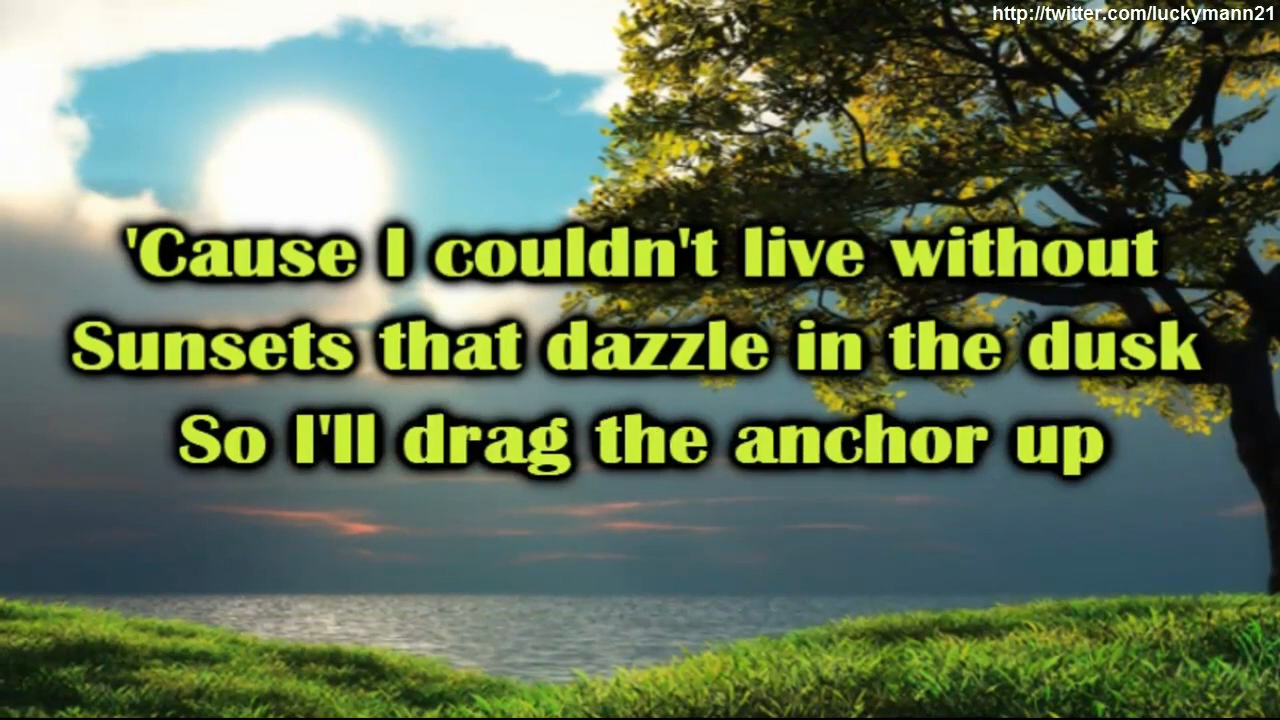 http://twitter.com/luckymann21
'Cause I couldn't live without
Sunsets that dazzle in the dusk
So I'll drag the anchor up